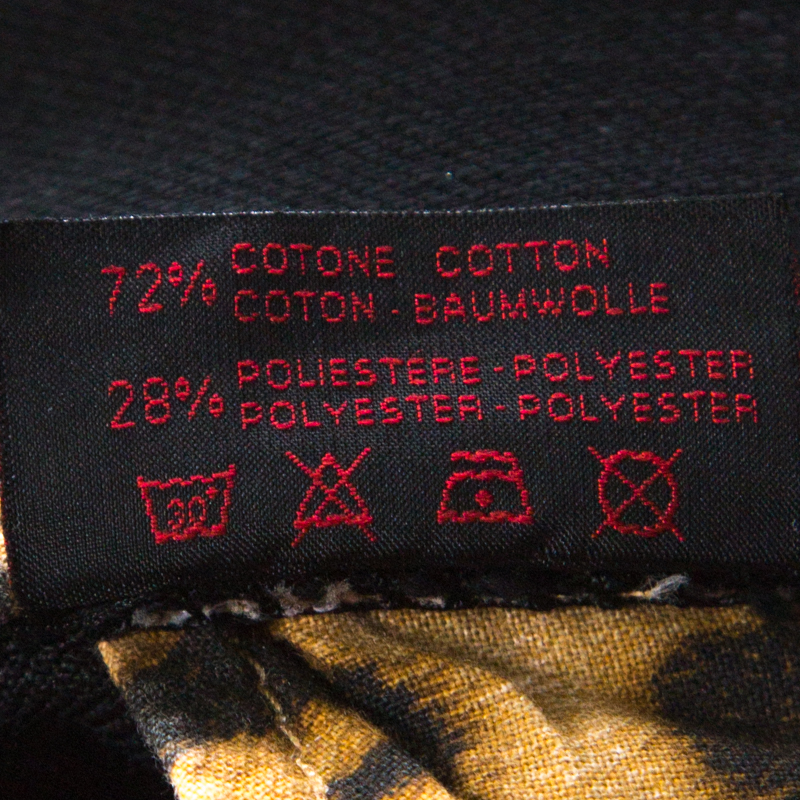 72% COTONE COTTON
COTON - BAUMWOLLE
28% POLIESTERE - POLYESTER
POLYESTER - POLYESTER
30°